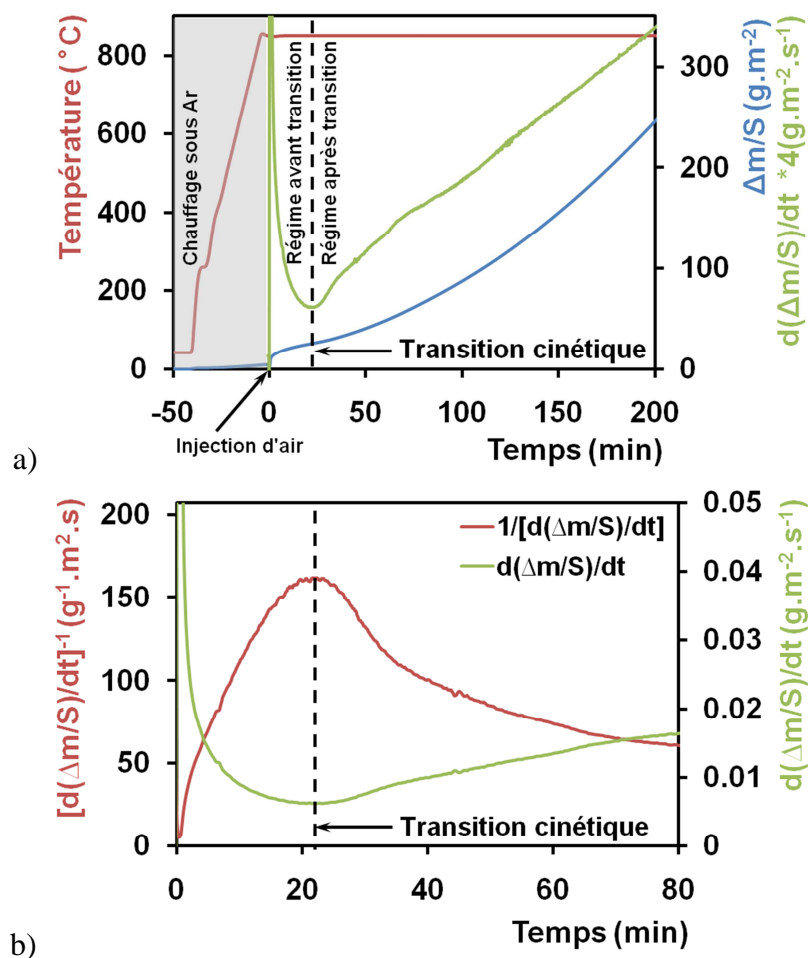 Température (°C)
800
600
400
200
0
Chauffage sous Ar
Régime avant transition
Régime après transition
Transition cinétique
300
200
100
0
Δm/S (g.m-2)
d(Δm/S)/dt *4(g.m-2.s-1)
-50 0 50 100 150 200
Injection d'air
Temps (min)
a)
[d(Δm/S)/dt]-1 (g-1.m2.s)
200
150
100
50
0
1/[d(Δm/S)/dt]
d(Δm/S)/dt
Transition cinétique
0.05
0.04
0.03
0.02
0.01
0
d(Δm/S)/dt (g.m-2.s-1)
0 20 40 60 80
Temps (min)
b)